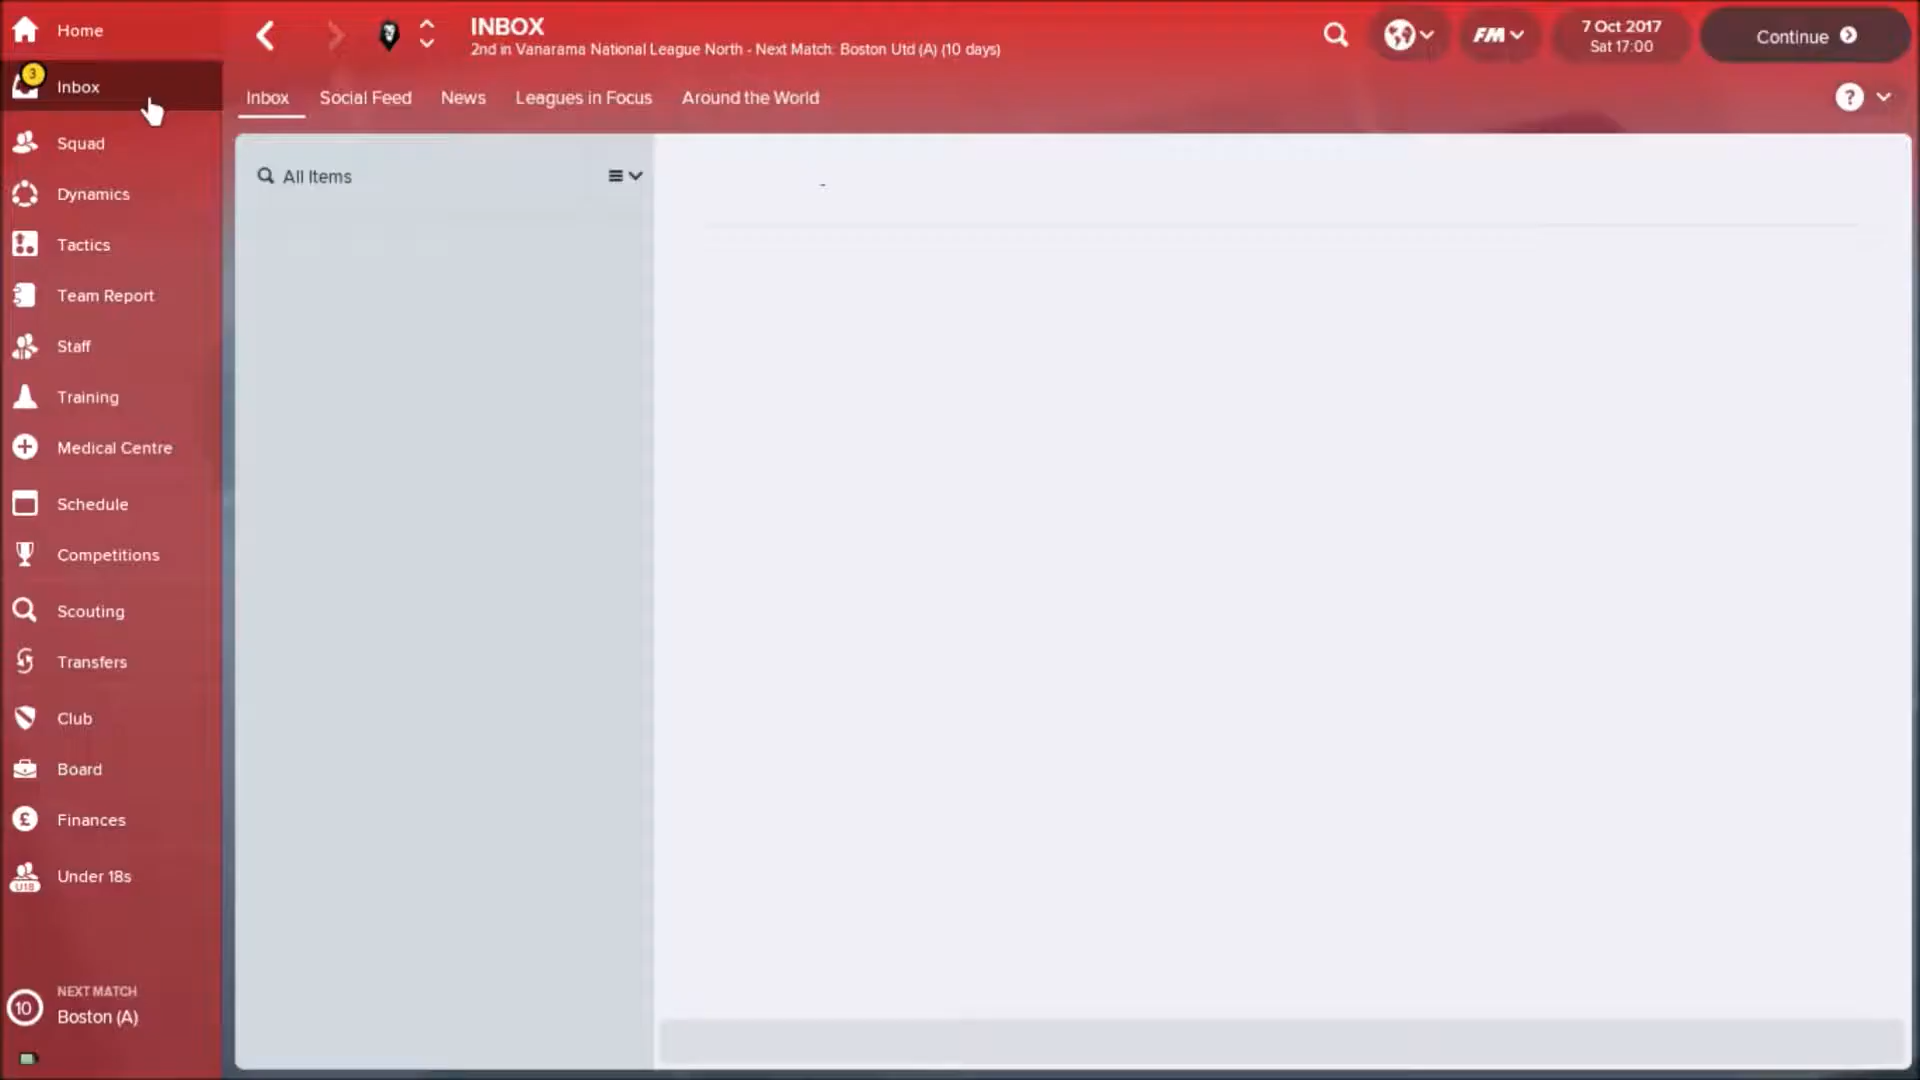 Home
3
Inbox
Squad
Dynamics
Tactics
Team Report
Staff
Training
Medical Centre
Schedule
Competitions
Scouting
Transfers
Club
Board
£
Finances
U18
Under 18s
NEXT MATCH
10
Boston (A)
INBOX
2nd in Vanarama National League North - Next Match: Boston Utd (A) (10 days)
FM
7 Oct 2017
Sat 17:00
Continue
Inbox Social Feed News Leagues in Focus Around the World
?
All Items
-